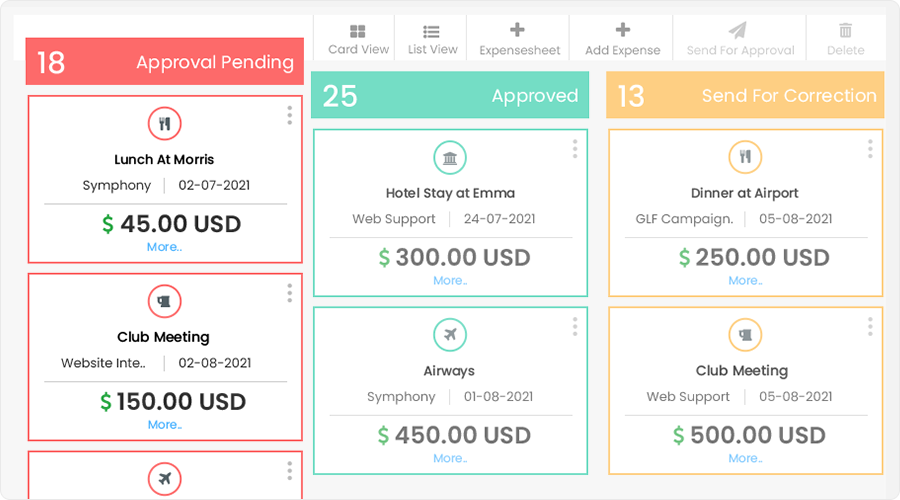 Card View
List View
Expensesheet
Add Expense
Send For Approval
Delete
18 Approval Pending
Lunch At Morris
Symphony | 02-07-2021
$ 45.00 USD
More..
Club Meeting
Website Inte.. | 02-08-2021
$ 150.00 USD
More..
25 Approved
Hotel Stay at Emma
Web Support | 24-07-2021
$ 300.00 USD
More..
Airways
Symphony | 01-08-2021
$ 450.00 USD
More..
13 Send For Correction
Dinner at Airport
GLF Campaign. | 05-08-2021
$ 250.00 USD
More..
Club Meeting
Web Support | 05-08-2021
$ 500.00 USD
More..